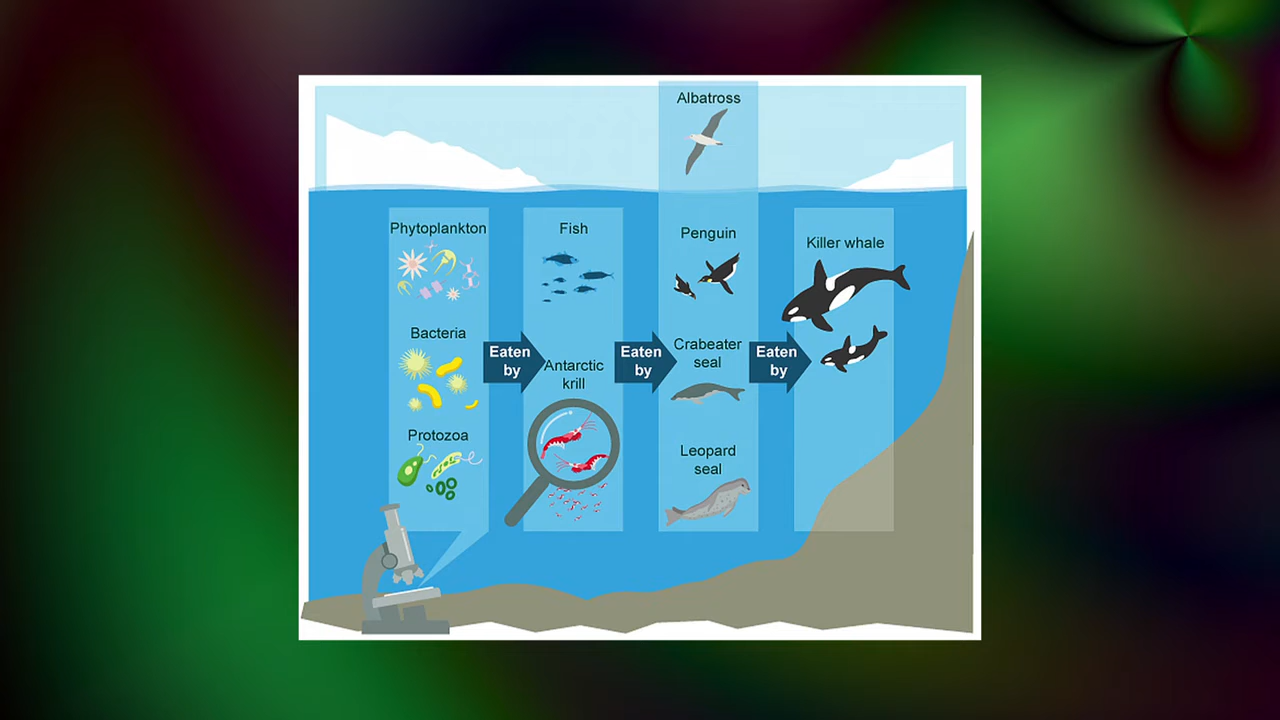 Albatross
Phytoplankton
Bacteria
Protozoa
Eaten
by
Fish
Antarctic
krill
Eaten
by
Penguin
Crabeater
seal
Leopard
seal
Eaten
by
Killer whale